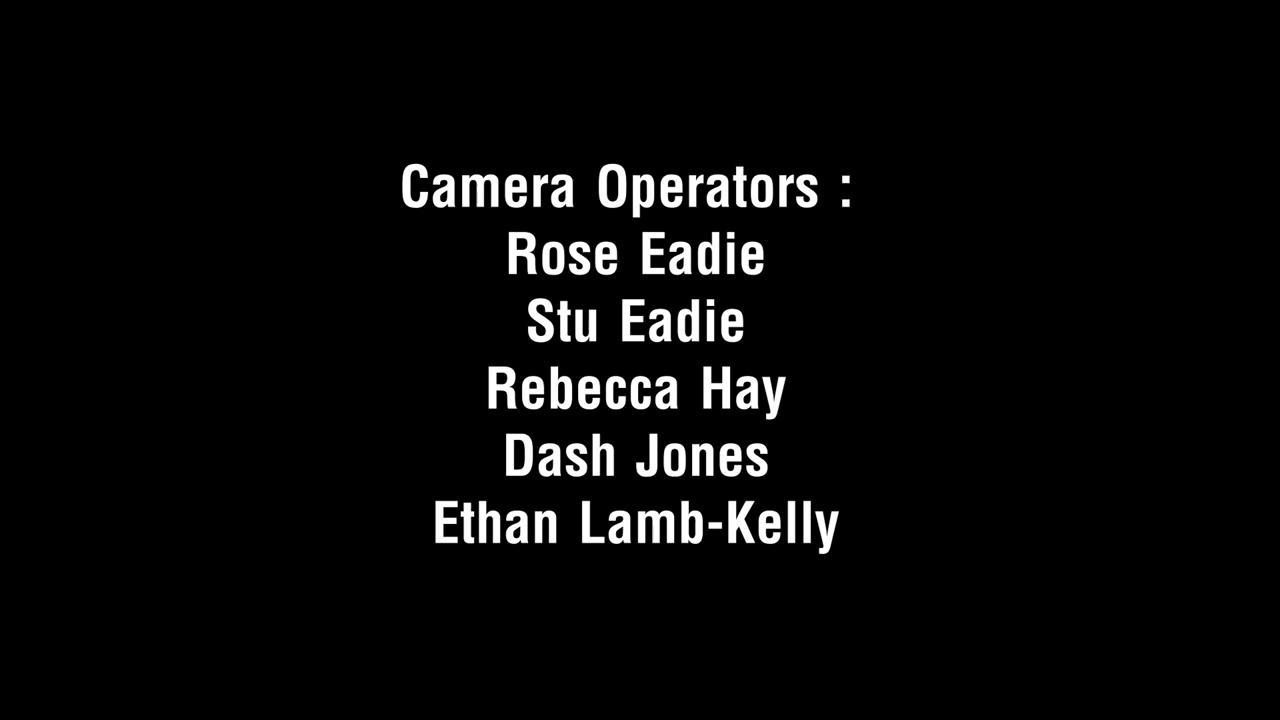 Camera Operators :
Rose Eadie
Stu Eadie
Rebecca Hay
Dash Jones
Ethan Lamb-Kelly